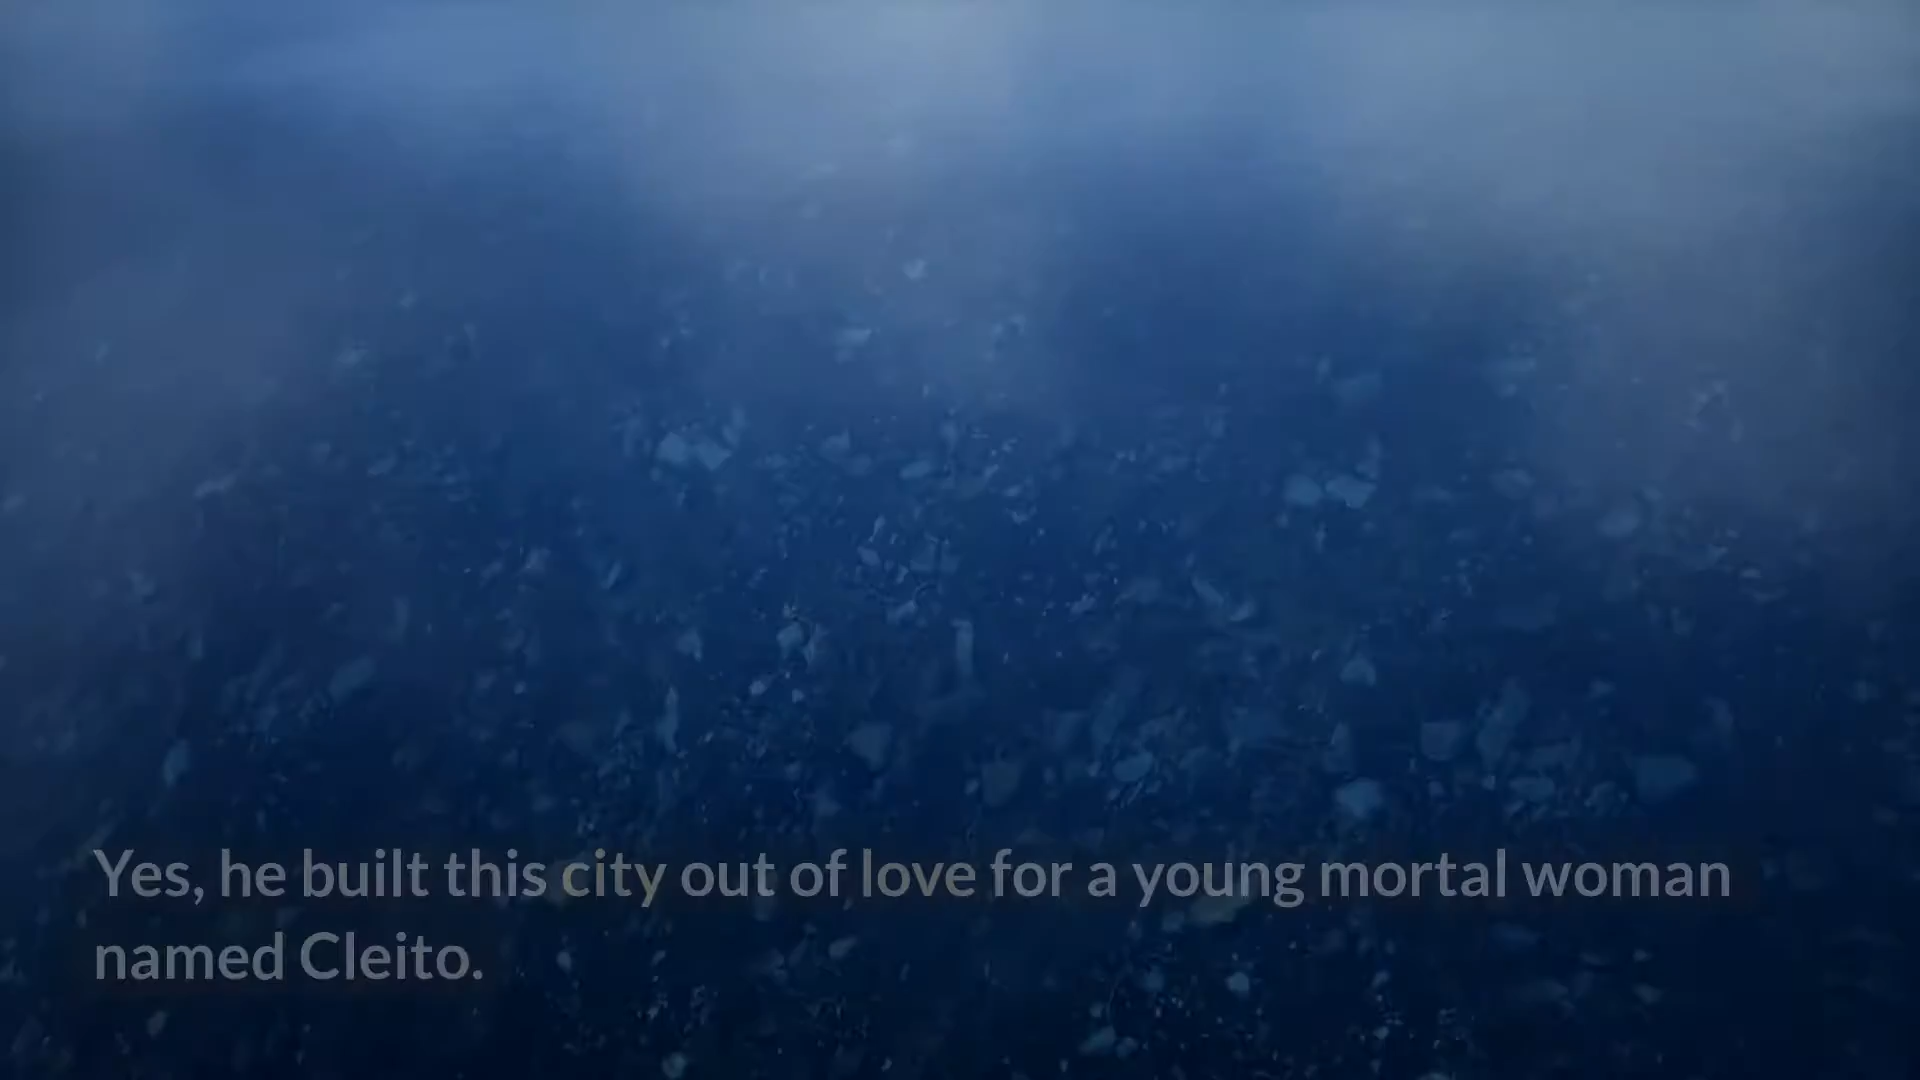 Yes, he built this city out of love for a young mortal woman
named Cleito.